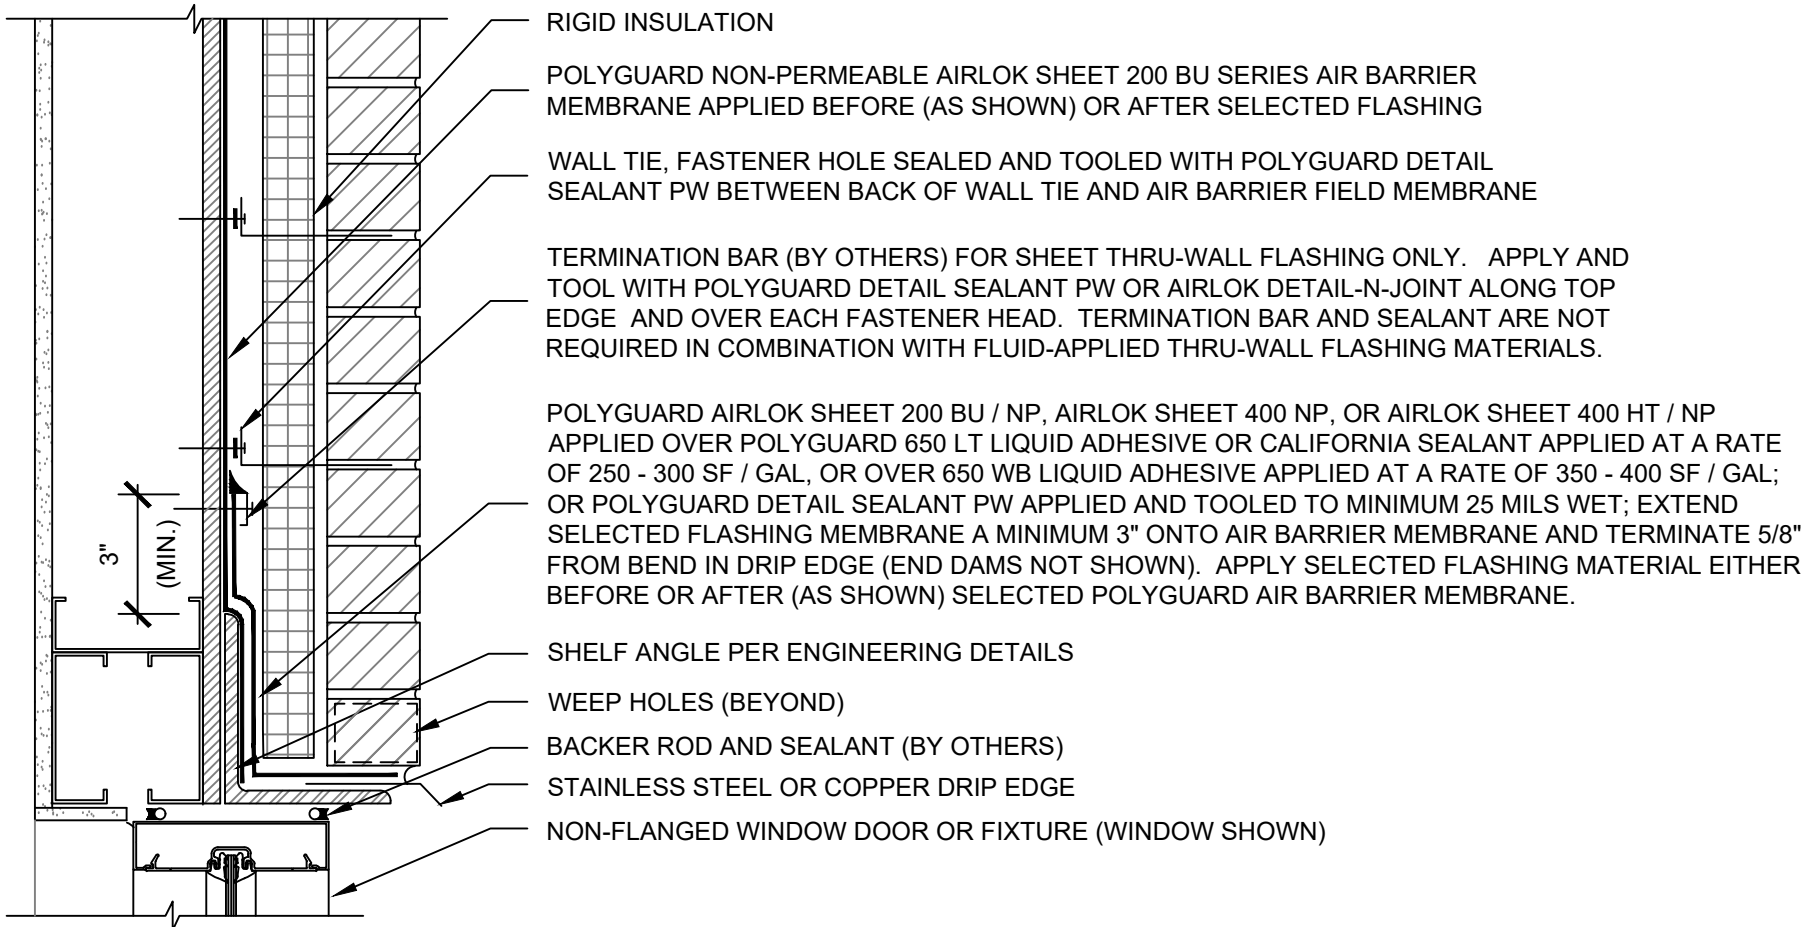 RIGID INSULATION
POLYGUARD NON-PERMEABLE AIRLOK SHEET 200 BU SERIES AIR BARRIER
MEMBRANE APPLIED BEFORE (AS SHOWN) OR AFTER SELECTED FLASHING
WALL TIE, FASTENER HOLE SEALED AND TOOLED WITH POLYGUARD DETAIL
SEALANT PW BETWEEN BACK OF WALL TIE AND AIR BARRIER FIELD MEMBRANE
TERMINATION BAR (BY OTHERS) FOR SHEET THRU-WALL FLASHING ONLY. APPLY AND
TOOL WITH POLYGUARD DETAIL SEALANT PW OR AIRLOK DETAIL-N-JOINT ALONG TOP
EDGE AND OVER EACH FASTENER HEAD. TERMINATION BAR AND SEALANT ARE NOT
REQUIRED IN COMBINATION WITH FLUID-APPLIED THRU-WALL FLASHING MATERIALS.
POLYGUARD AIRLOK SHEET 200 BU / NP, AIRLOK SHEET 400 NP, OR AIRLOK SHEET 400 HT / NP
APPLIED OVER POLYGUARD 650 LT LIQUID ADHESIVE OR CALIFORNIA SEALANT APPLIED AT A RATE
OF 250 - 300 SF / GAL, OR OVER 650 WB LIQUID ADHESIVE APPLIED AT A RATE OF 350 - 400 SF / GAL;
OR POLYGUARD DETAIL SEALANT PW APPLIED AND TOOLED TO MINIMUM 25 MILS WET; EXTEND
SELECTED FLASHING MEMBRANE A MINIMUM 3" ONTO AIR BARRIER MEMBRANE AND TERMINATE 5/8"
FROM BEND IN DRIP EDGE (END DAMS NOT SHOWN). APPLY SELECTED FLASHING MATERIAL EITHER
BEFORE OR AFTER (AS SHOWN) SELECTED POLYGUARD AIR BARRIER MEMBRANE.
3"
(MIN.)
SHELF ANGLE PER ENGINEERING DETAILS
WEEP HOLES (BEYOND)
BACKER ROD AND SEALANT (BY OTHERS)
STAINLESS STEEL OR COPPER DRIP EDGE
NON-FLANGED WINDOW DOOR OR FIXTURE (WINDOW SHOWN)